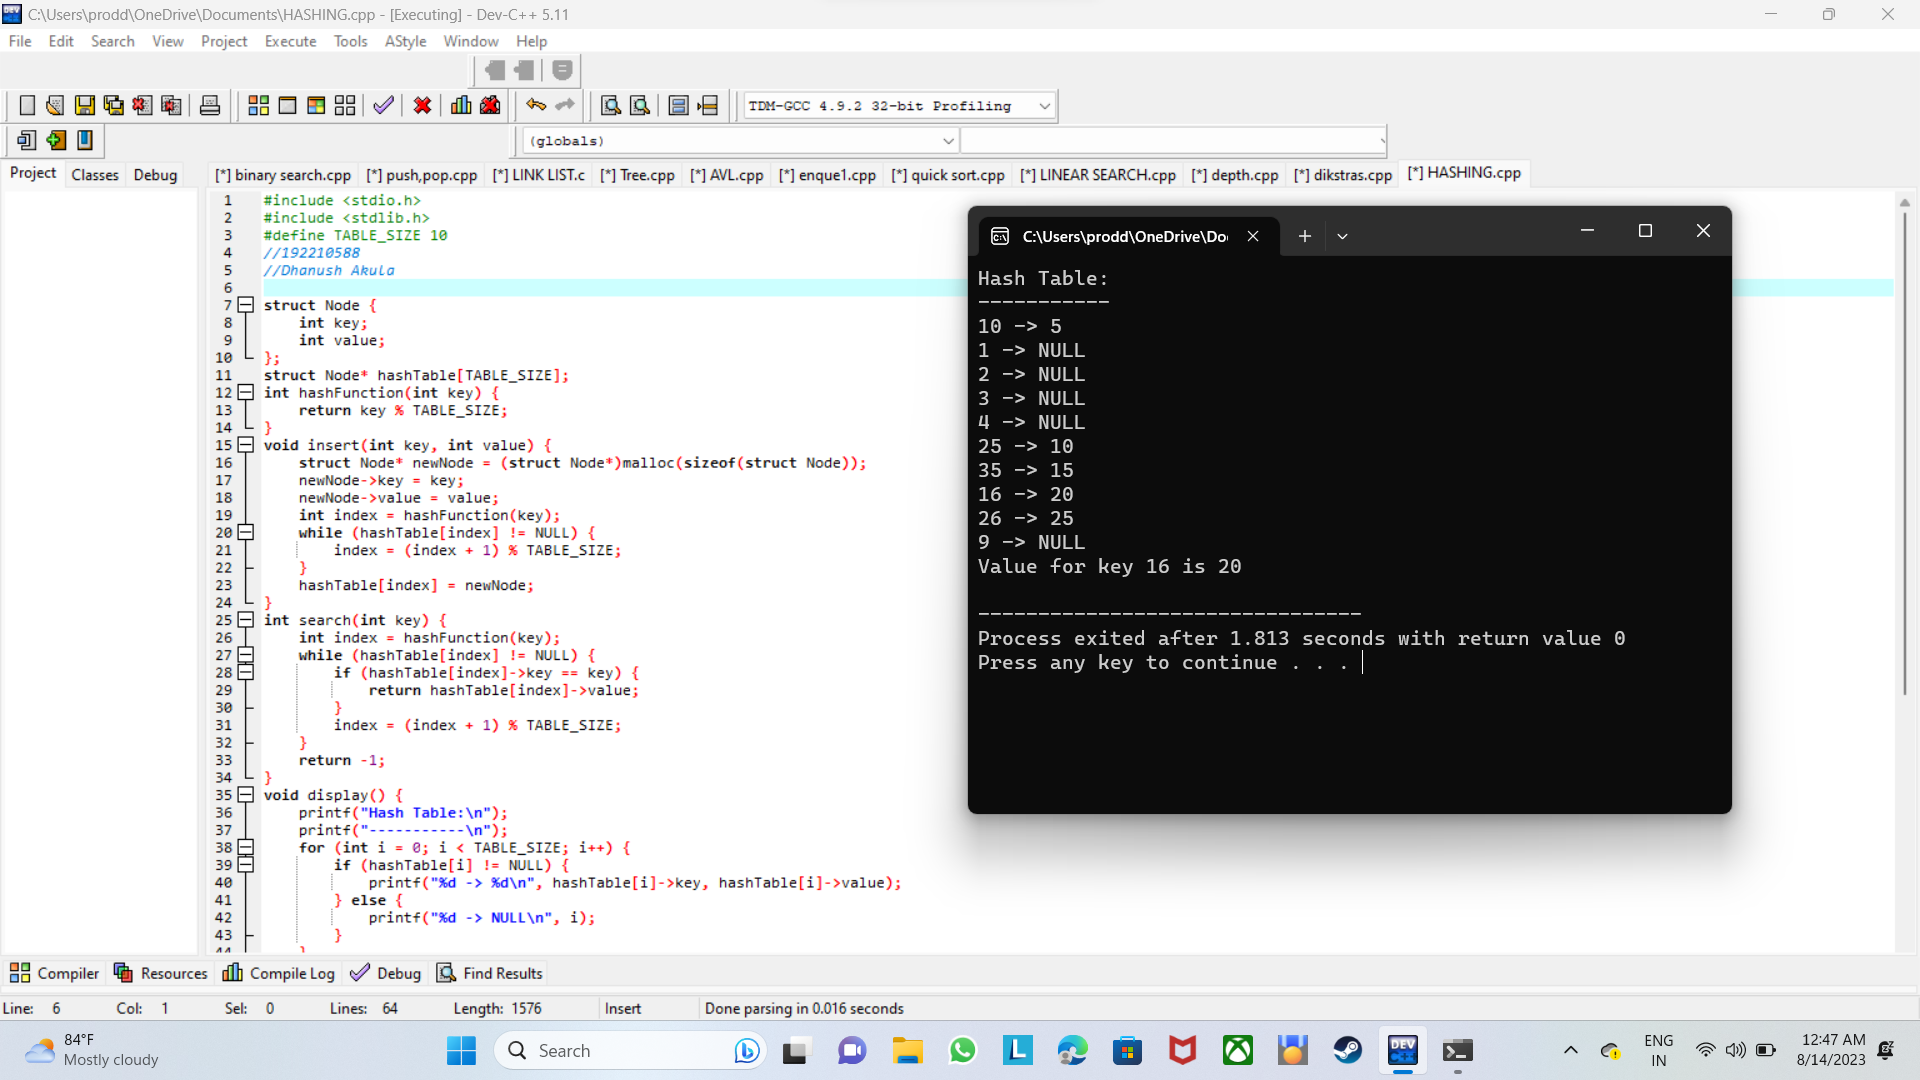 C:\Users\prodd\OneDrive\Documents\HASHING.cpp - [Executing] - Dev-C++ 5.11
File Edit Search View Project Execute Tools AStyle Window Help
TDM-GCC 4.9.2 32-bit Profiling
(globals)
Project Classes Debug
[*] binary search.cpp [*] push,pop.cpp [*] LINK LIST.c [*] Tree.cpp [*] AVL.cpp [*] enque1.cpp [*] quick sort.cpp [*] LINEAR SEARCH.cpp [*] depth.cpp [*] dikstras.cpp [*] HASHING.cpp
1 #include <stdio.h>
2 #include <stdlib.h>
3 #define TABLE_SIZE 10
4 //192210588
5 //Dhanush Akula
6
7 struct Node {
8 int key;
9 int value;
10 };
11 struct Node* hashTable[TABLE_SIZE];
12 int hashFunction(int key) {
13 return key % TABLE_SIZE;
14 }
15 void insert(int key, int value) {
16 struct Node* newNode = (struct Node*)malloc(sizeof(struct Node));
17 newNode->key = key;
18 newNode->value = value;
19 int index = hashFunction(key);
20 while (hashTable[index] != NULL) {
21 index = (index + 1) % TABLE_SIZE;
22 }
23 hashTable[index] = newNode;
24 }
25 int search(int key) {
26 int index = hashFunction(key);
27 while (hashTable[index] != NULL) {
28 if (hashTable[index]->key == key) {
29 return hashTable[index]->value;
30 }
31 index = (index + 1) % TABLE_SIZE;
32 }
33 return -1;
34 }
35 void display() {
36 printf("Hash Table:\n");
37 printf("-----------\n");
38 for (int i = 0; i < TABLE_SIZE; i++) {
39 if (hashTable[i] != NULL) {
40 printf("%d -> %d\n", hashTable[i]->key, hashTable[i]->value);
41 } else {
42 printf("%d -> NULL\n", i);
43 }
44 }
C:\Users\prodd\OneDrive\Do
Hash Table:
-----------
10 -> 5
1 -> NULL
2 -> NULL
3 -> NULL
4 -> NULL
25 -> 10
35 -> 15
16 -> 20
26 -> 25
9 -> NULL
Value for key 16 is 20
--------------------------------
Process exited after 1.813 seconds with return value 0
Press any key to continue . . .
Compiler Resources Compile Log Debug Find Results
Line: 6 Col: 1 Sel: 0 Lines: 64 Length: 1576 Insert Done parsing in 0.016 seconds
84°F
Mostly cloudy
Search
DEV
C++
ENG
IN
12:47 AM
8/14/2023